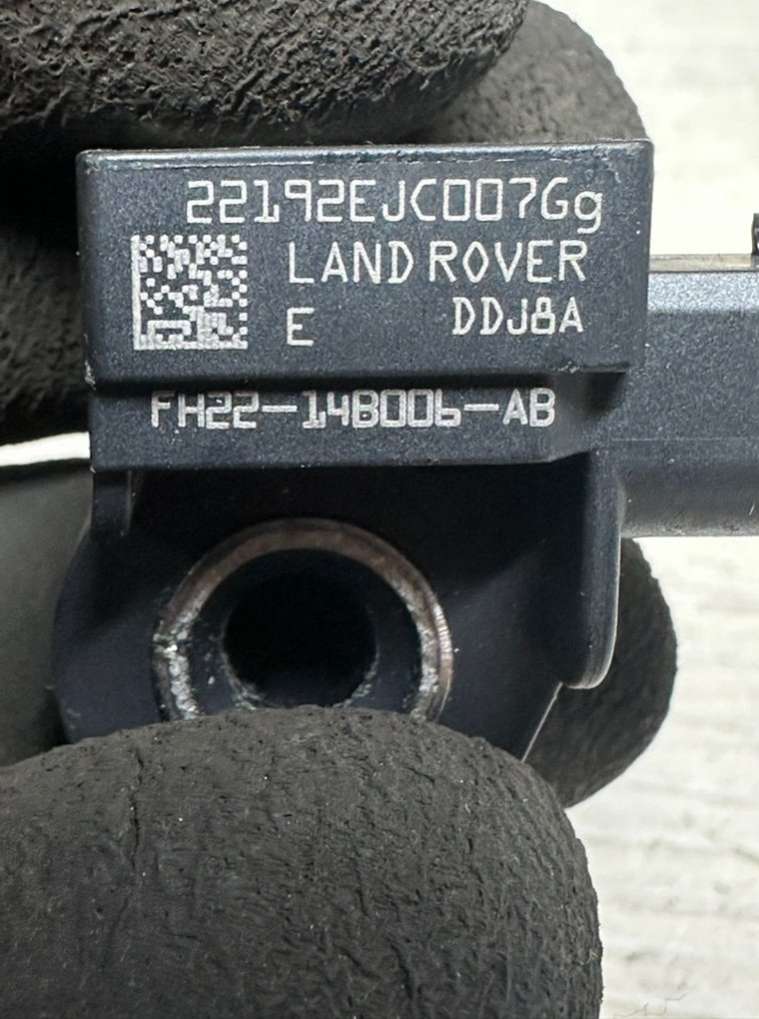 22192EJC007Gg
LAND ROVER
E DDJ8A
FH22-14B006-AB